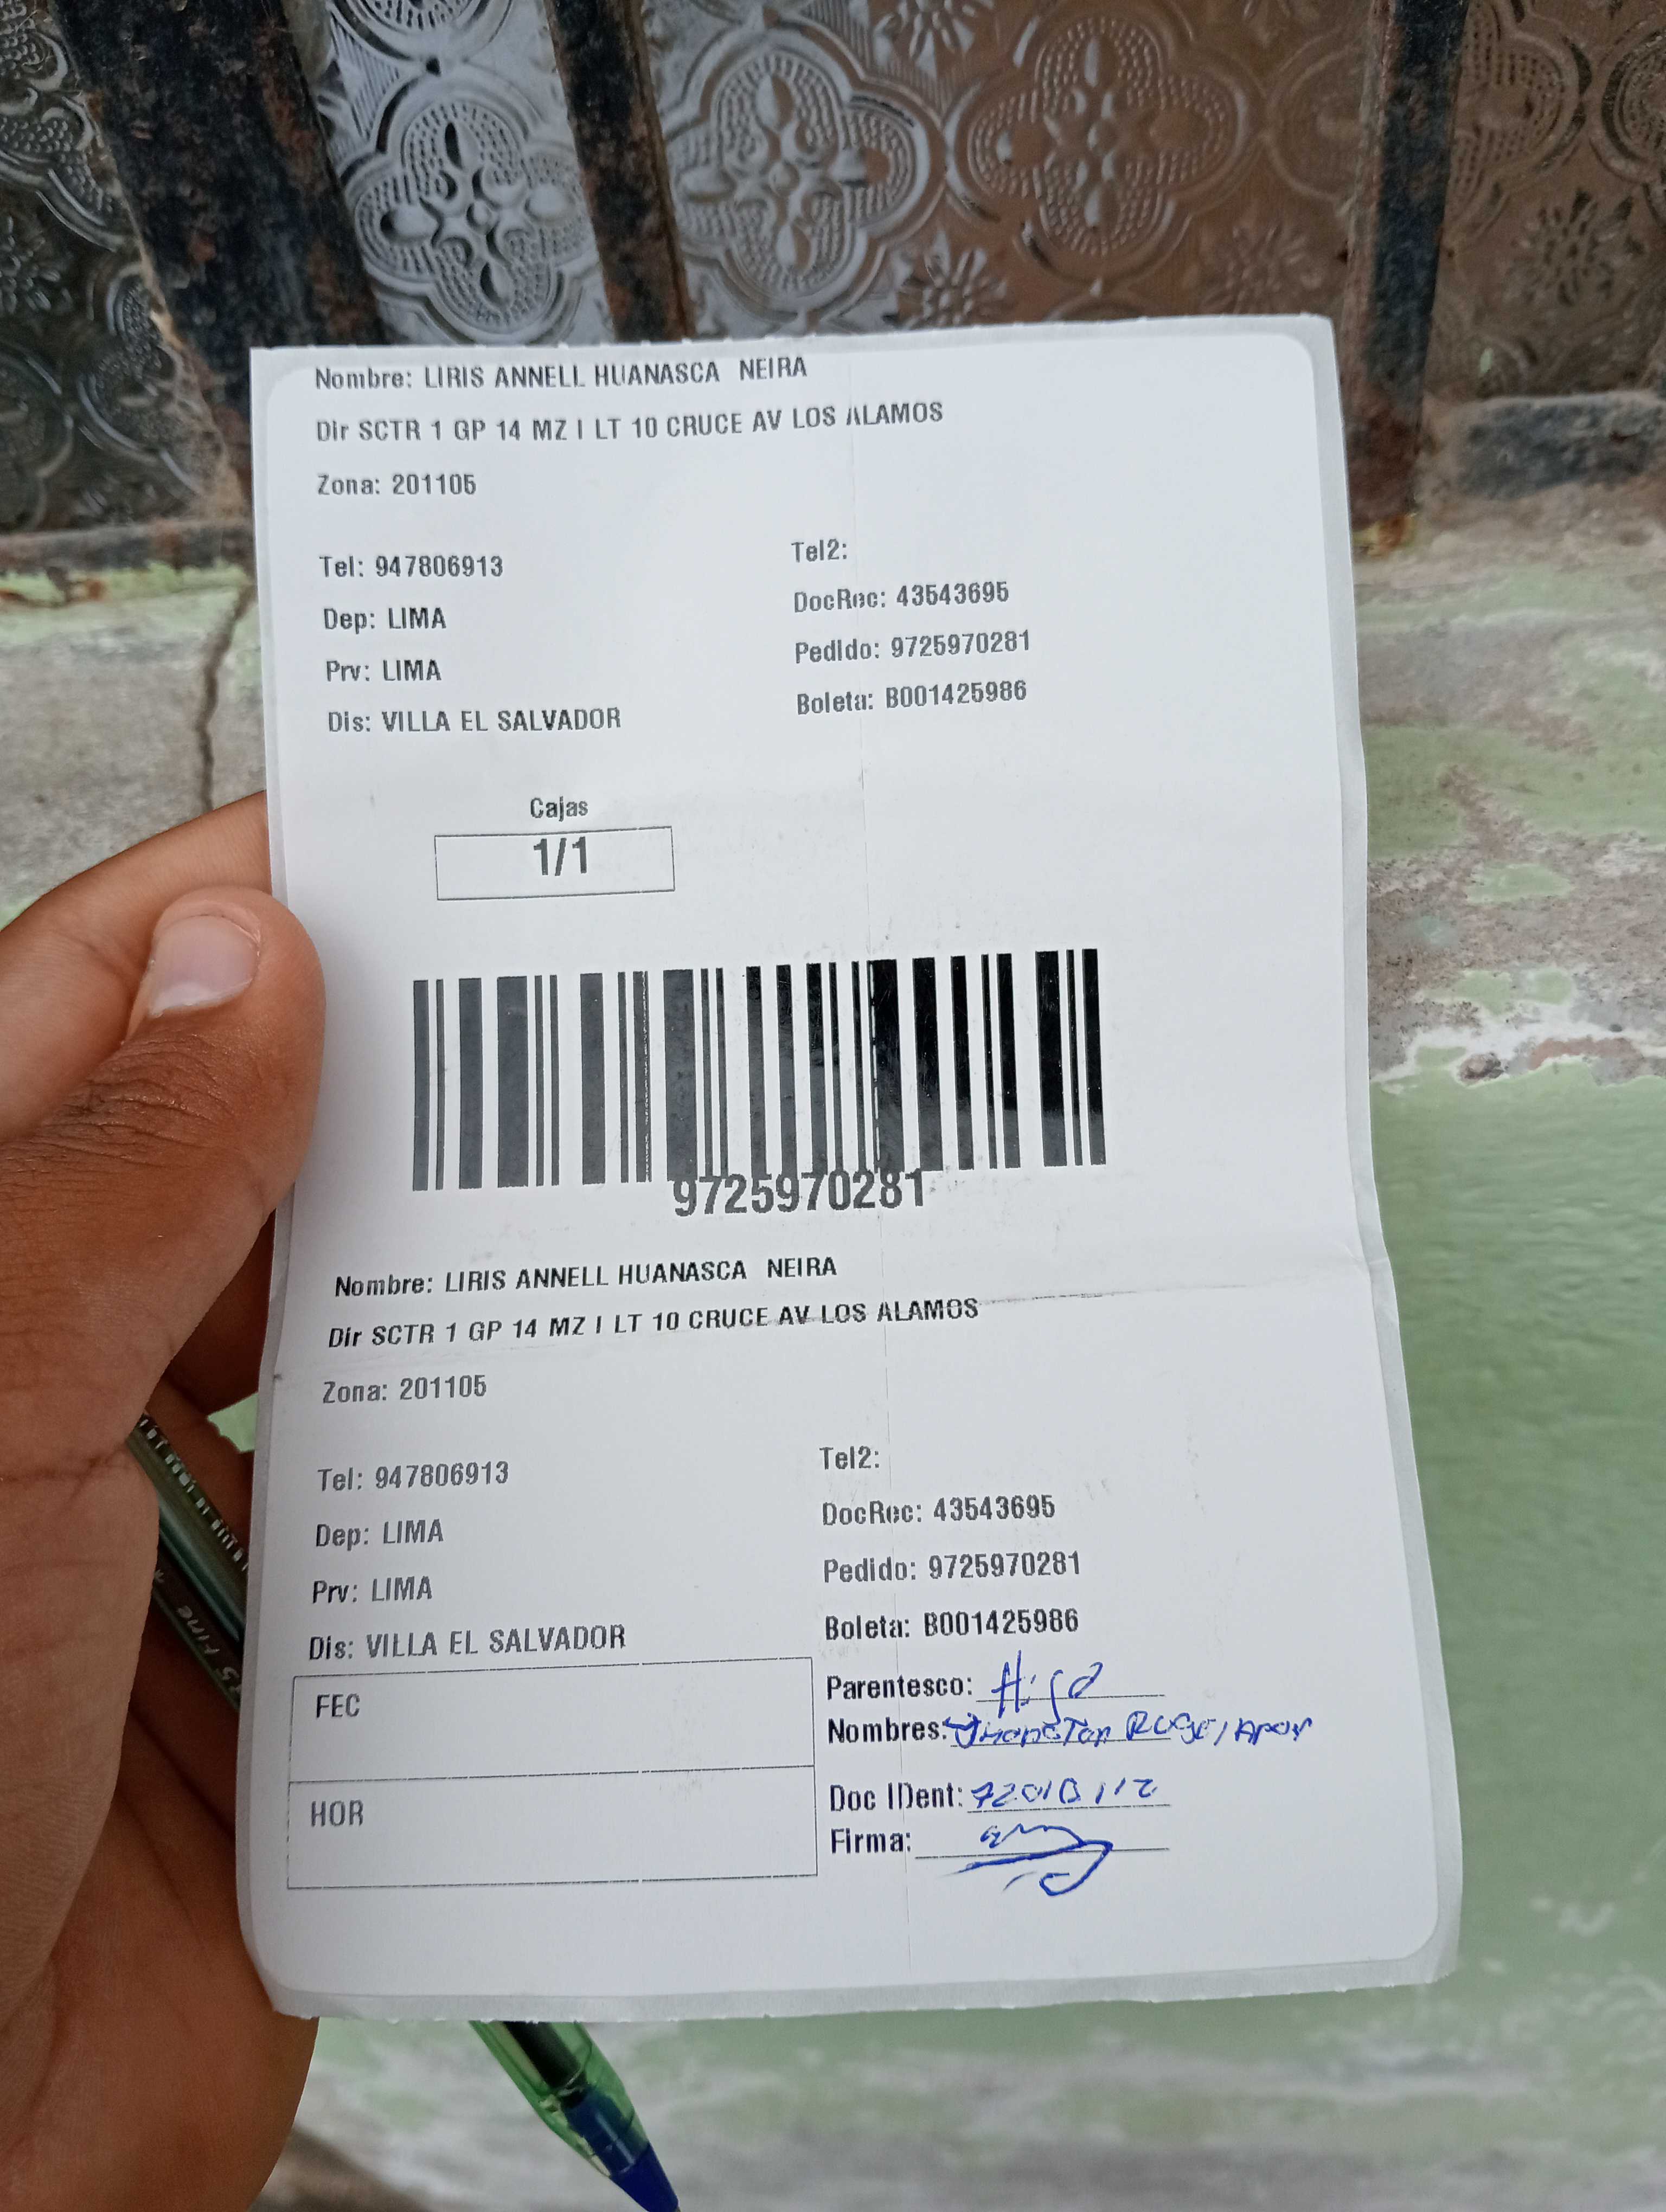 Nombre: LIRIS ANNELL HUANASCA NEIRA
Dir SCTR 1 GP 14 MZ I LT 10 CRUCE AV LOS ALAMOS
Zona: 201105
Tel: 947806913
Tel2:
Dep: LIMA
DocRec: 43543695
Prv: LIMA
Pedido: 9725970281
Dis: VILLA EL SALVADOR
Boleta: B001425986
Cajas
1/1
9725970281
Nombre: LIRIS ANNELL HUANASCA NEIRA
Dir SCTR 1 GP 14 MZ I LT 10 CRUCE AV LOS ALAMOS
Zona: 201105
Tel: 947806913
Tel2:
Dep: LIMA
DocRec: 43543695
Prv: LIMA
Pedido: 9725970281
Dis: VILLA EL SALVADOR
Boleta: B001425986
FEC
Parentesco:
Nombres:
HOR
Doc IDent:
Firma: